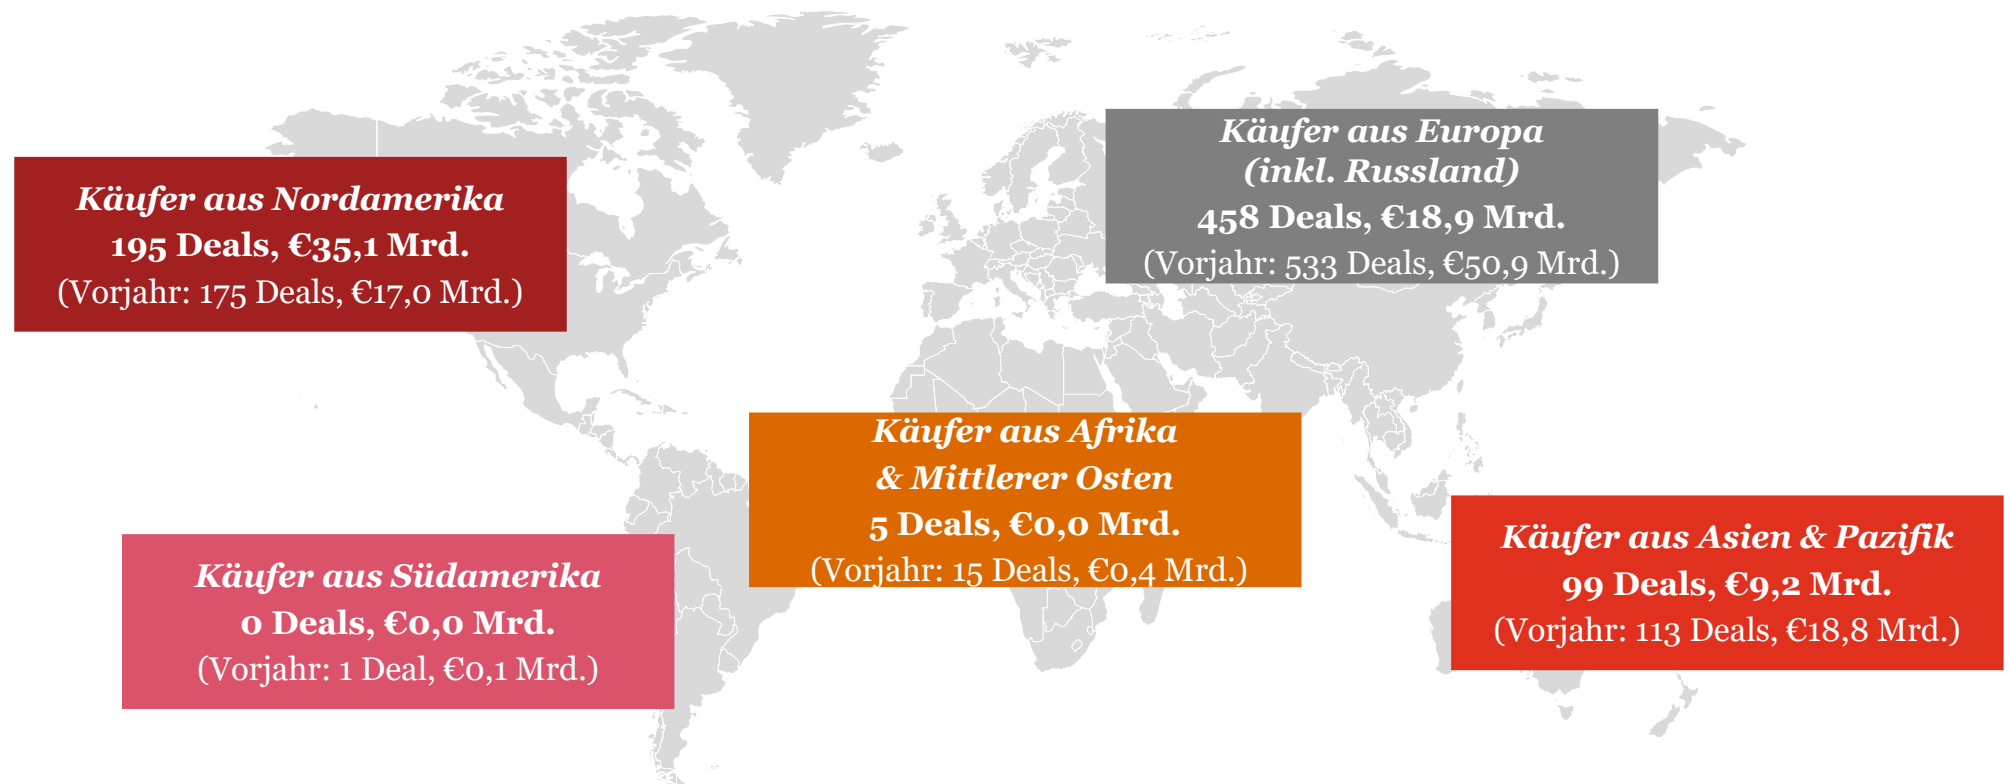 Käufer aus Nordamerika
195 Deals, €35,1 Mrd.
(Vorjahr: 175 Deals, €17,0 Mrd.)
Käufer aus Europa
(inkl. Russland)
458 Deals, €18,9 Mrd.
(Vorjahr: 533 Deals, €50,9 Mrd.)
Käufer aus Afrika
& Mittlerer Osten
5 Deals, €0,0 Mrd.
(Vorjahr: 15 Deals, €0,4 Mrd.)
Käufer aus Südamerika
0 Deals, €0,0 Mrd.
(Vorjahr: 1 Deal, €0,1 Mrd.)
Käufer aus Asien & Pazifik
99 Deals, €9,2 Mrd.
(Vorjahr: 113 Deals, €18,8 Mrd.)